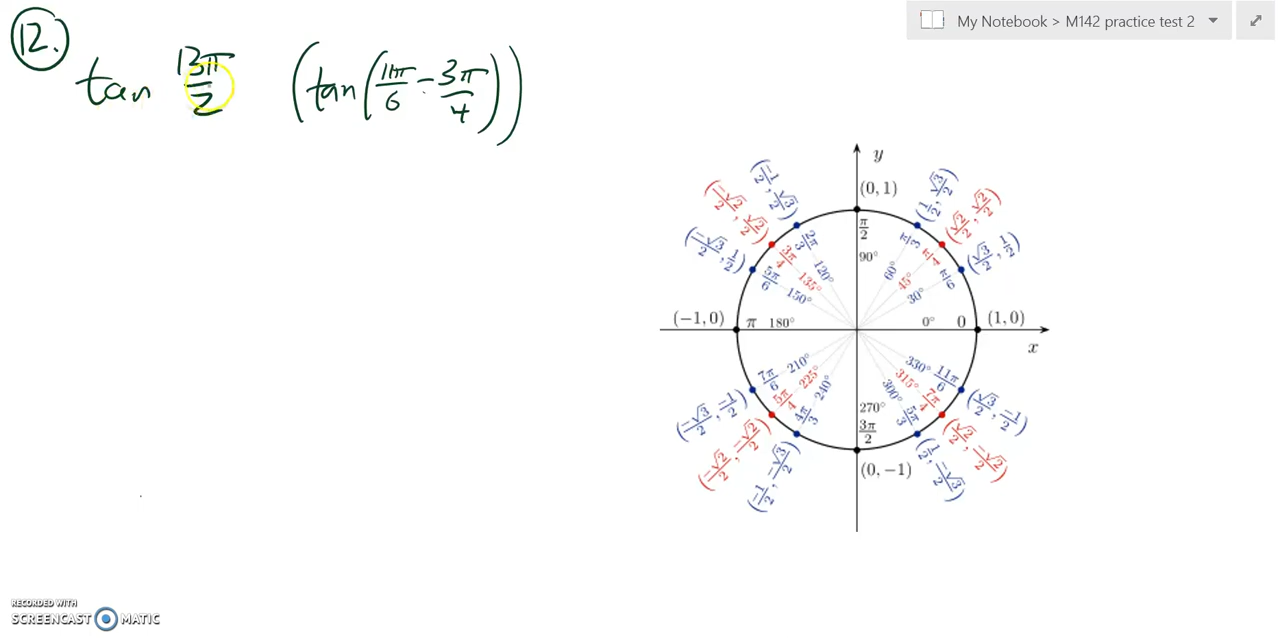 My Notebook > M142 practice test 2
12.
tan 13π/2 (tan(11π/6 - 3π/4))
y
(0, 1)
(-1/2, √3/2) (1/2, √3/2)
(-√2/2, √2/2) (√2/2, √2/2)
(-√3/2, 1/2) (√3/2, 1/2)
π/2
90°
2π/3 120° 60° π/3
3π/4 135° 45° π/4
5π/6 150° 30° π/6
(-1, 0) π 180° 0° 0 (1, 0)
x
7π/6 210° 330° 11π/6
5π/4 225° 315° 7π/4
4π/3 240° 300° 5π/3
270°
3π/2
(-√3/2, -1/2) (√3/2, -1/2)
(-√2/2, -√2/2) (√2/2, -√2/2)
(-1/2, -√3/2) (1/2, -√3/2)
(0, -1)
RECORDED WITH
SCREENCAST MATIC